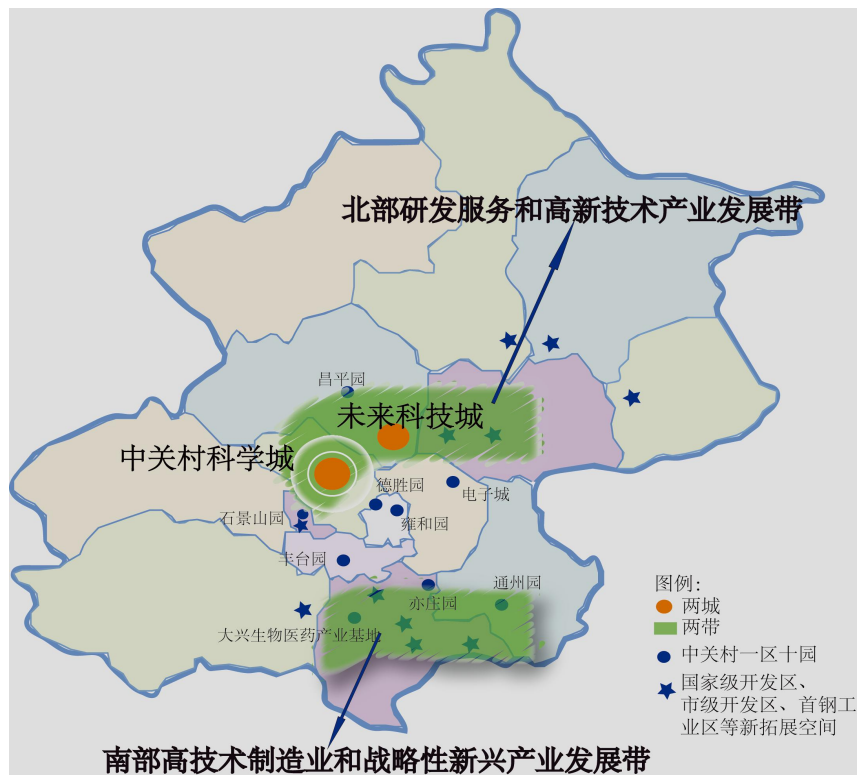 北部研发服务和高新技术产业发展带
昌平园
未来科技城
中关村科学城
德胜园
电子城
石景山园
雍和园
丰台园
亦庄园
通州园
大兴生物医药产业基地
南部高技术制造业和战略性新兴产业发展带
图例:
两城
两带
中关村一区十园
国家级开发区、
市级开发区、首钢工
业区等新拓展空间